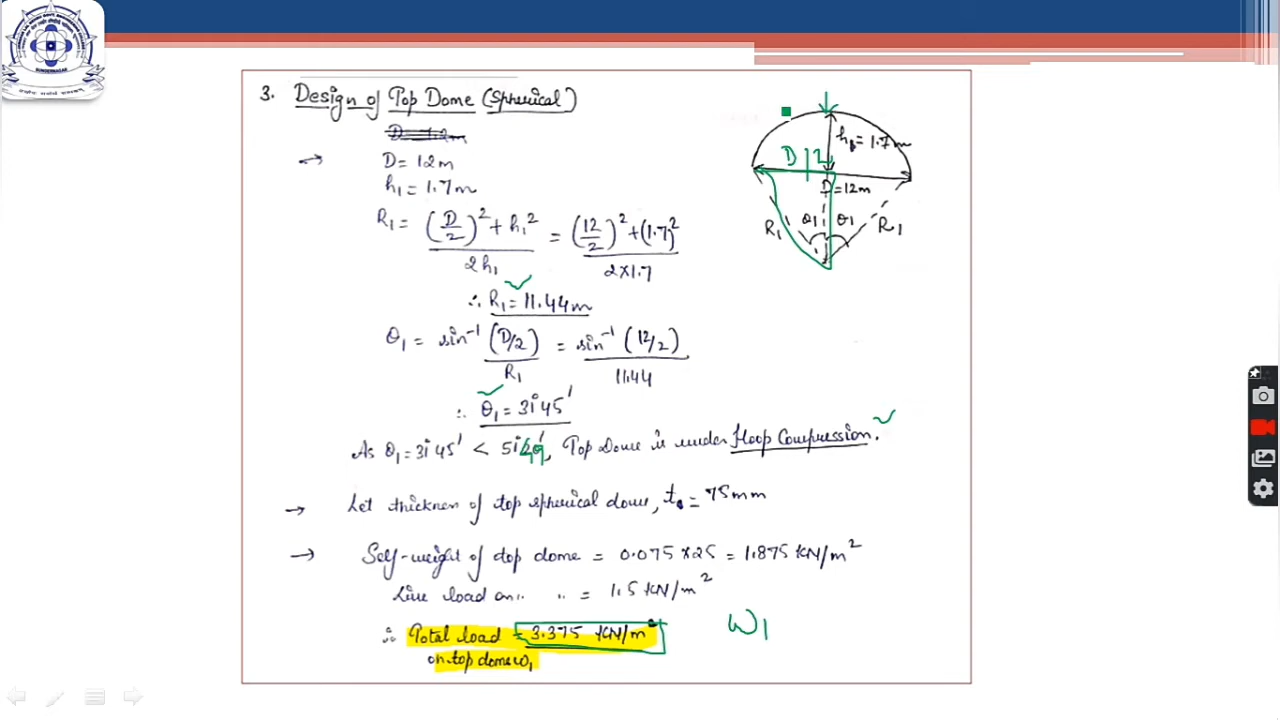 3. Design of Top Dome (Spherical)
D = 12m
D = 12m
h₁ = 1.7m
R₁ = (D/2)² + h₁² / 2h₁ = (12/2)² + (1.7)² / 2×1.7
∴ R₁ = 11.44m
θ₁ = sin⁻¹ (D/2) / R₁ = sin⁻¹ (12/2) / 11.44
∴ θ₁ = 31°45'
As θ₁ = 31°45' < 51° Top Dome is under Hoop Compression.
→ Let thickness of top spherical dome, t = 75mm
→ Self-weight of top dome = 0.075 × 25 = 1.875 KN/m²
Live load on " " = 1.5 KN/m²
∴ Total load = 3.375 KN/m²
on top dome w₁
W₁
h₁ = 1.7m
D/2
D = 12m
θ₁ θ₁
R₁ R₁
SUNDERNAGAR